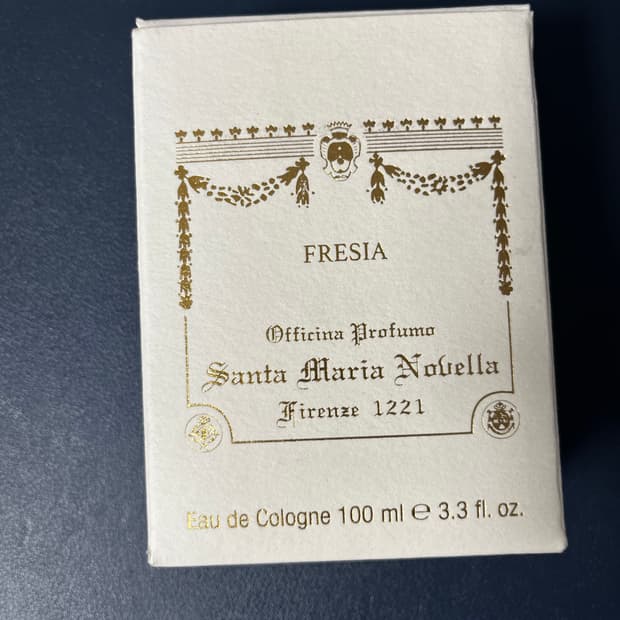 FRESIA
Officina Profumo
Santa Maria Novella
Firenze 1221
Eau de Cologne 100 ml ℮ 3.3 fl. oz.